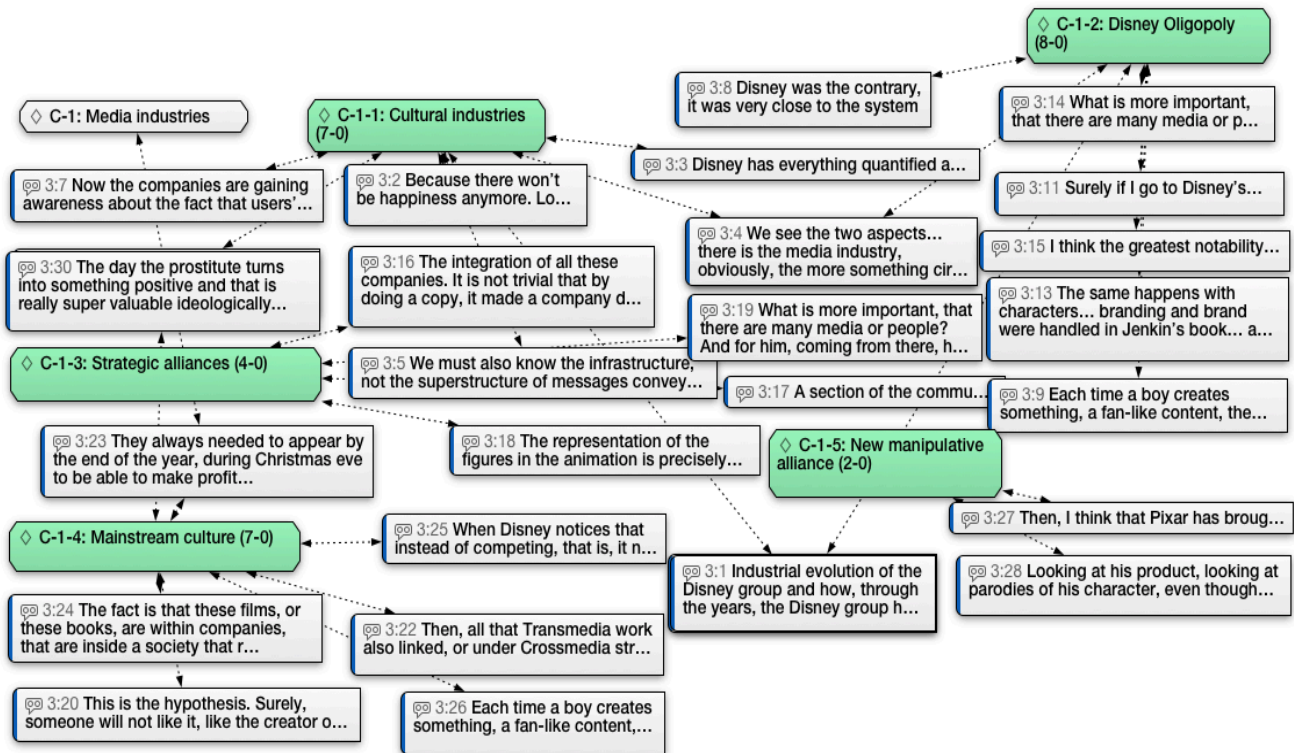 ◇ C-1-2: Disney Oligopoly
(8-0)
3:8 Disney was the contrary,
it was very close to the system
3:14 What is more important,
that there are many media or p...
◇ C-1: Media industries
◇ C-1-1: Cultural industries
(7-0)
3:3 Disney has everything quantified a...
3:7 Now the companies are gaining
awareness about the fact that users'...
3:2 Because there won't
be happiness anymore. Lo...
3:11 Surely if I go to Disney's...
3:4 We see the two aspects...
there is the media industry,
obviously, the more something cir...
3:15 I think the greatest notability...
3:30 The day the prostitute turns
into something positive and that is
really super valuable ideologically...
3:16 The integration of all these
companies. It is not trivial that by
doing a copy, it made a company d...
3:19 What is more important, that
there are many media or people?
And for him, coming from there, h...
3:13 The same happens with
characters... branding and brand
were handled in Jenkin's book... a...
◇ C-1-3: Strategic alliances (4-0)
3:5 We must also know the infrastructure,
not the superstructure of messages convey...
3:17 A section of the commu...
3:9 Each time a boy creates
something, a fan-like content, the...
3:23 They always needed to appear by
the end of the year, during Christmas eve
to be able to make profit...
3:18 The representation of the
figures in the animation is precisely...
◇ C-1-5: New manipulative
alliance (2-0)
◇ C-1-4: Mainstream culture (7-0)
3:25 When Disney notices that
instead of competing, that is, it n...
3:27 Then, I think that Pixar has broug...
3:1 Industrial evolution of the
Disney group and how, through
the years, the Disney group h...
3:28 Looking at his product, looking at
parodies of his character, even though...
3:24 The fact is that these films, or
these books, are within companies,
that are inside a society that r...
3:22 Then, all that Transmedia work
also linked, or under Crossmedia str...
3:20 This is the hypothesis. Surely,
someone will not like it, like the creator o...
3:26 Each time a boy creates
something, a fan-like content,...